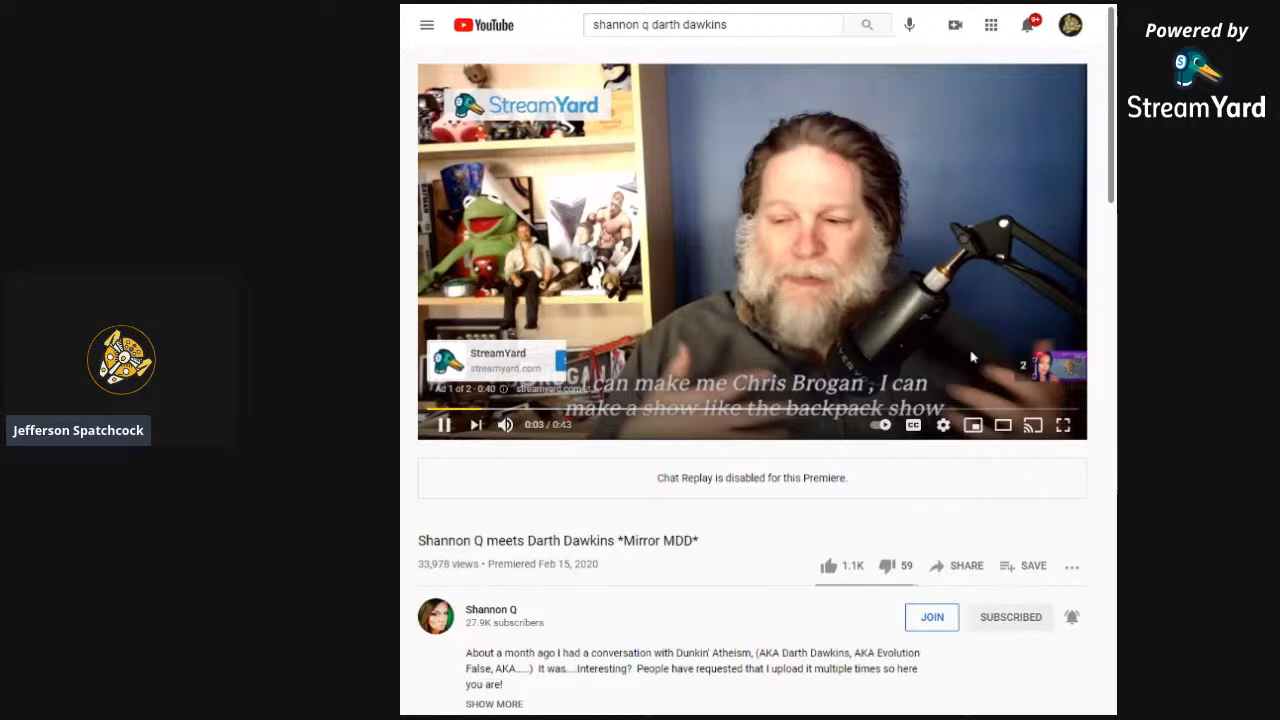 YouTube
shannon q darth dawkins
9+
Powered by
StreamYard
StreamYard
StreamYard
streamyard.com
Ad 1 of 2 · 0:40
streamyard.com
can make me Chris Brogan , I can
make a show like the backpack show
2
0:03 / 0:43
CC
Jefferson Spatchcock
Chat Replay is disabled for this Premiere.
Shannon Q meets Darth Dawkins *Mirror MDD*
33,978 views • Premiered Feb 15, 2020
1.1K
59
SHARE
SAVE
Shannon Q
27.9K subscribers
JOIN
SUBSCRIBED
About a month ago I had a conversation with Dunkin' Atheism, (AKA Darth Dawkins, AKA Evolution
False, AKA.....) It was....Interesting? People have requested that I upload it multiple times so here
you are!
SHOW MORE